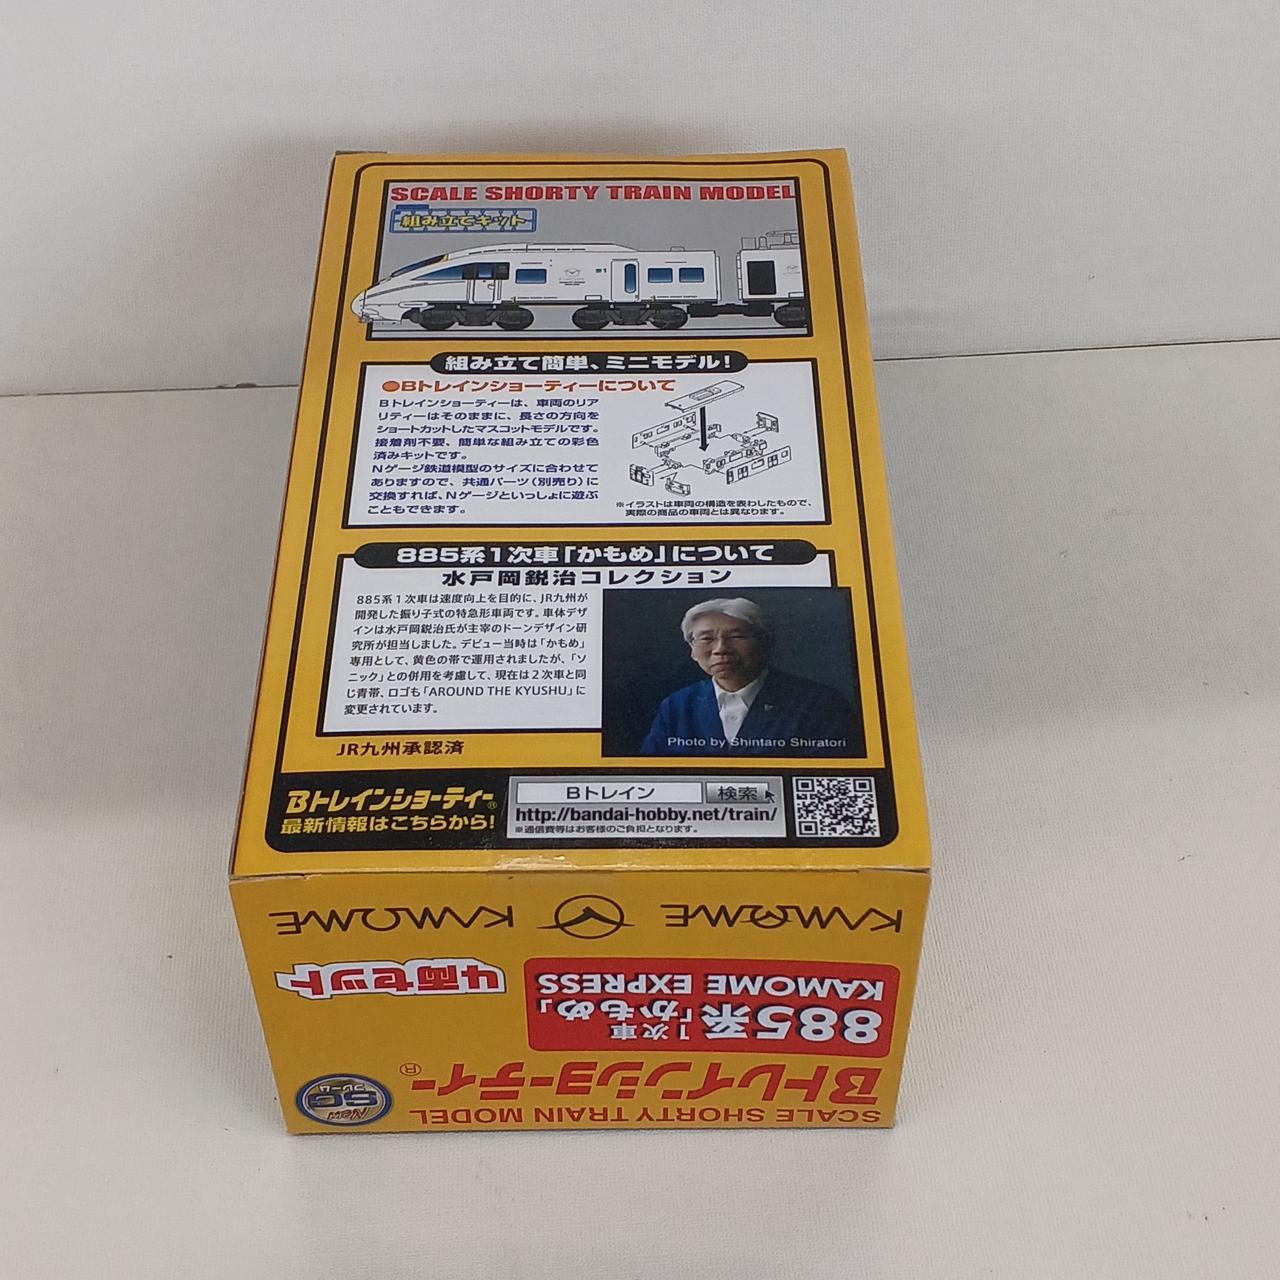 SCALE SHORTY TRAIN MODEL
組み立てキット
組み立て簡単、ミニモデル!
●Bトレインショーティーについて
Bトレインショーティーは、車両のリア
リティーはそのままに、長さの方向を
ショートカットしたマスコットモデルです。
接着剤不要、簡単な組み立ての彩色
済みキットです。
Nゲージ鉄道模型のサイズに合わせて
ありますので、共通パーツ(別売り)に
交換すれば、Nゲージといっしょに遊ぶ
こともできます。
※イラストは車両の構造を表わしたもので、
実際の商品の車両とは異なります。
885系1次車「かもめ」について
水戸岡鋭治コレクション
885系1次車は速度向上を目的に、JR九州が
開発した振り子式の特急形車両です。車体デザ
インは水戸岡鋭治氏が主宰のドーンデザイン研
究所が担当しました。デビュー当時は「かもめ」
専用として、黄色の帯で運用されましたが、「ソ
ニック」との併用を考慮して、現在は2次車と同
じ青帯、ロゴも「AROUND THE KYUSHU」に
変更されています。
Photo by Shintaro Shiratori
JR九州承認済
Bトレインショーティー®
最新情報はこちらから!
Bトレイン 検索
http://bandai-hobby.net/train/
※通信費等はお客様のご負担となります。
SCALE SHORTY TRAIN MODEL
Bトレインショーティー®
New SG フレーム
885系 1次車「かもめ」
KAMOME EXPRESS
4両セット
KAMOME KAMOME